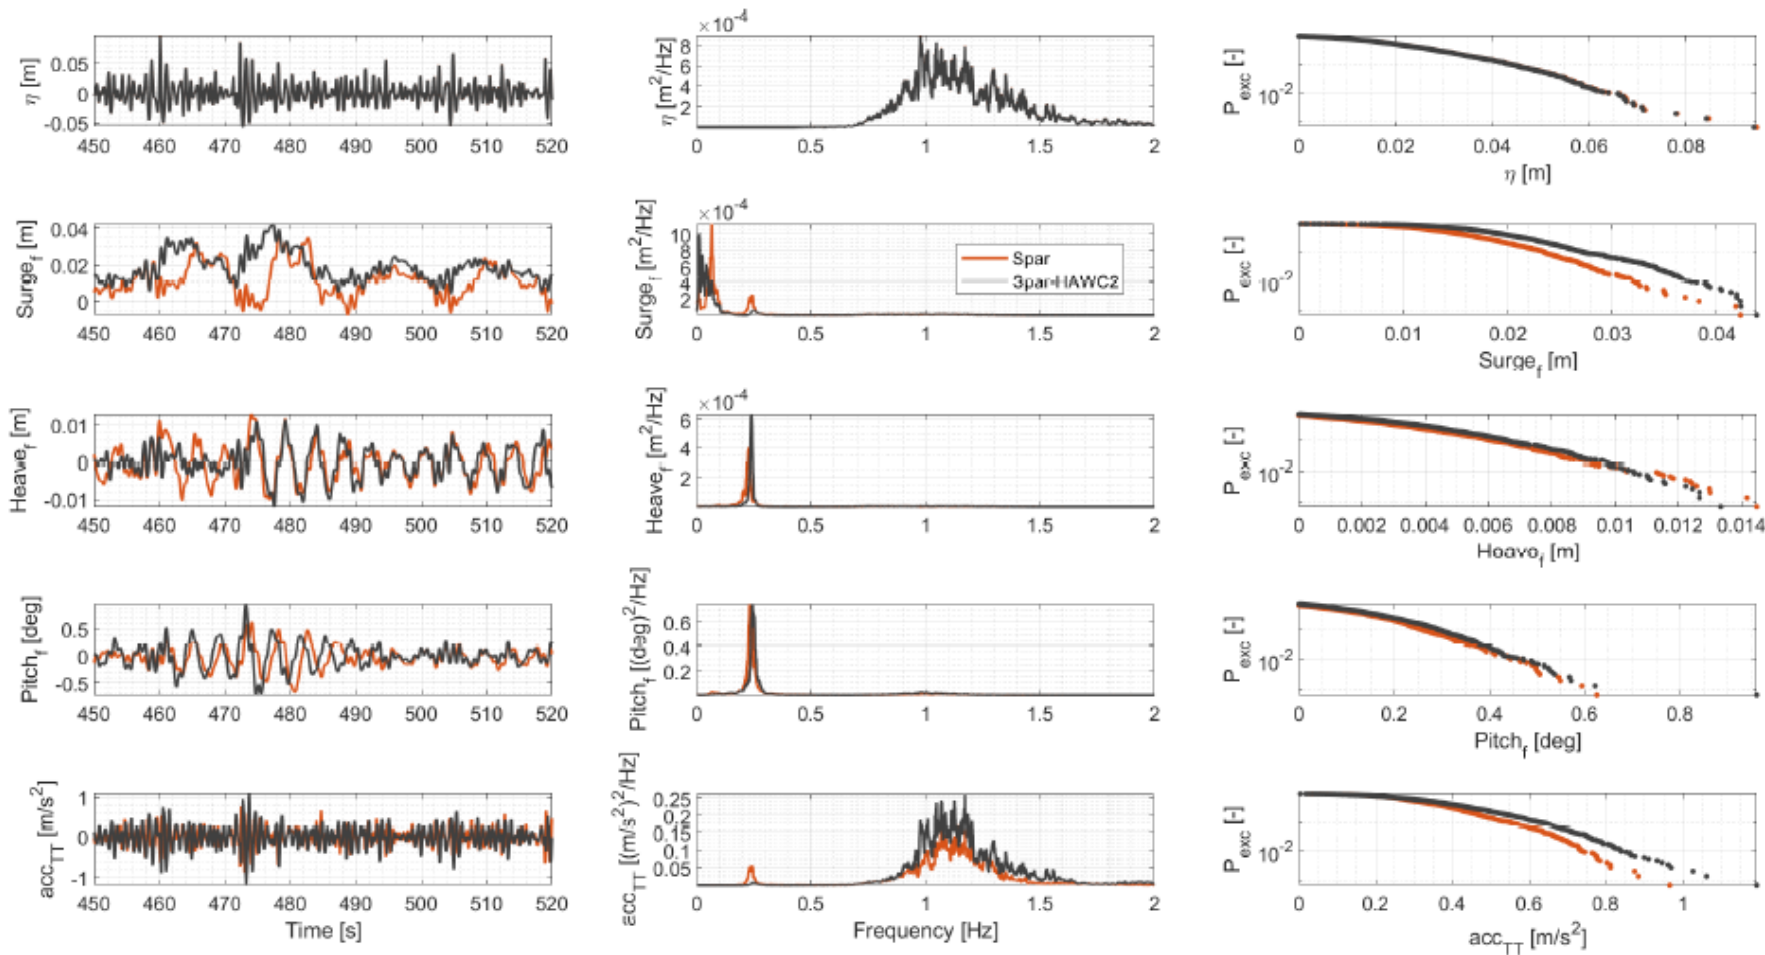 ×10⁻⁴
η [m]
0.05
0
-0.05
450 460 470 480 490 500 510 520
η [m²/Hz]
8
6
4
2
0 0.5 1 1.5 2
P_exc [-]
10⁻²
0 0.02 0.04 0.06 0.08
η [m]
Surge_f [m]
0.04
0.02
0
450 460 470 480 490 500 510 520
×10⁻⁴
Surge_f [m²/Hz]
10
8
6
4
2
0 0.5 1 1.5 2
Spar
Spar-HAWC2
P_exc [-]
10⁻²
0 0.01 0.02 0.03 0.04
Surge_f [m]
Heave_f [m]
0.01
0
-0.01
450 460 470 480 490 500 510 520
×10⁻⁴
Heave_f [m²/Hz]
6
4
2
0 0.5 1 1.5 2
P_exc [-]
10⁻²
0 0.002 0.004 0.006 0.008 0.01 0.012 0.014
Heave_f [m]
Pitch_f [deg]
0.5
0
-0.5
450 460 470 480 490 500 510 520
Pitch_f [(deg)²/Hz]
0.6
0.4
0.2
0 0.5 1 1.5 2
P_exc [-]
10⁻²
0 0.2 0.4 0.6 0.8
Pitch_f [deg]
acc_TT [m/s²]
1
0
-1
450 460 470 480 490 500 510 520
Time [s]
acc_TT [(m/s²)²/Hz]
0.25
0.15
0.1
0.05
0 0.5 1 1.5 2
Frequency [Hz]
P_exc [-]
10⁻²
0 0.2 0.4 0.6 0.8 1
acc_TT [m/s²]